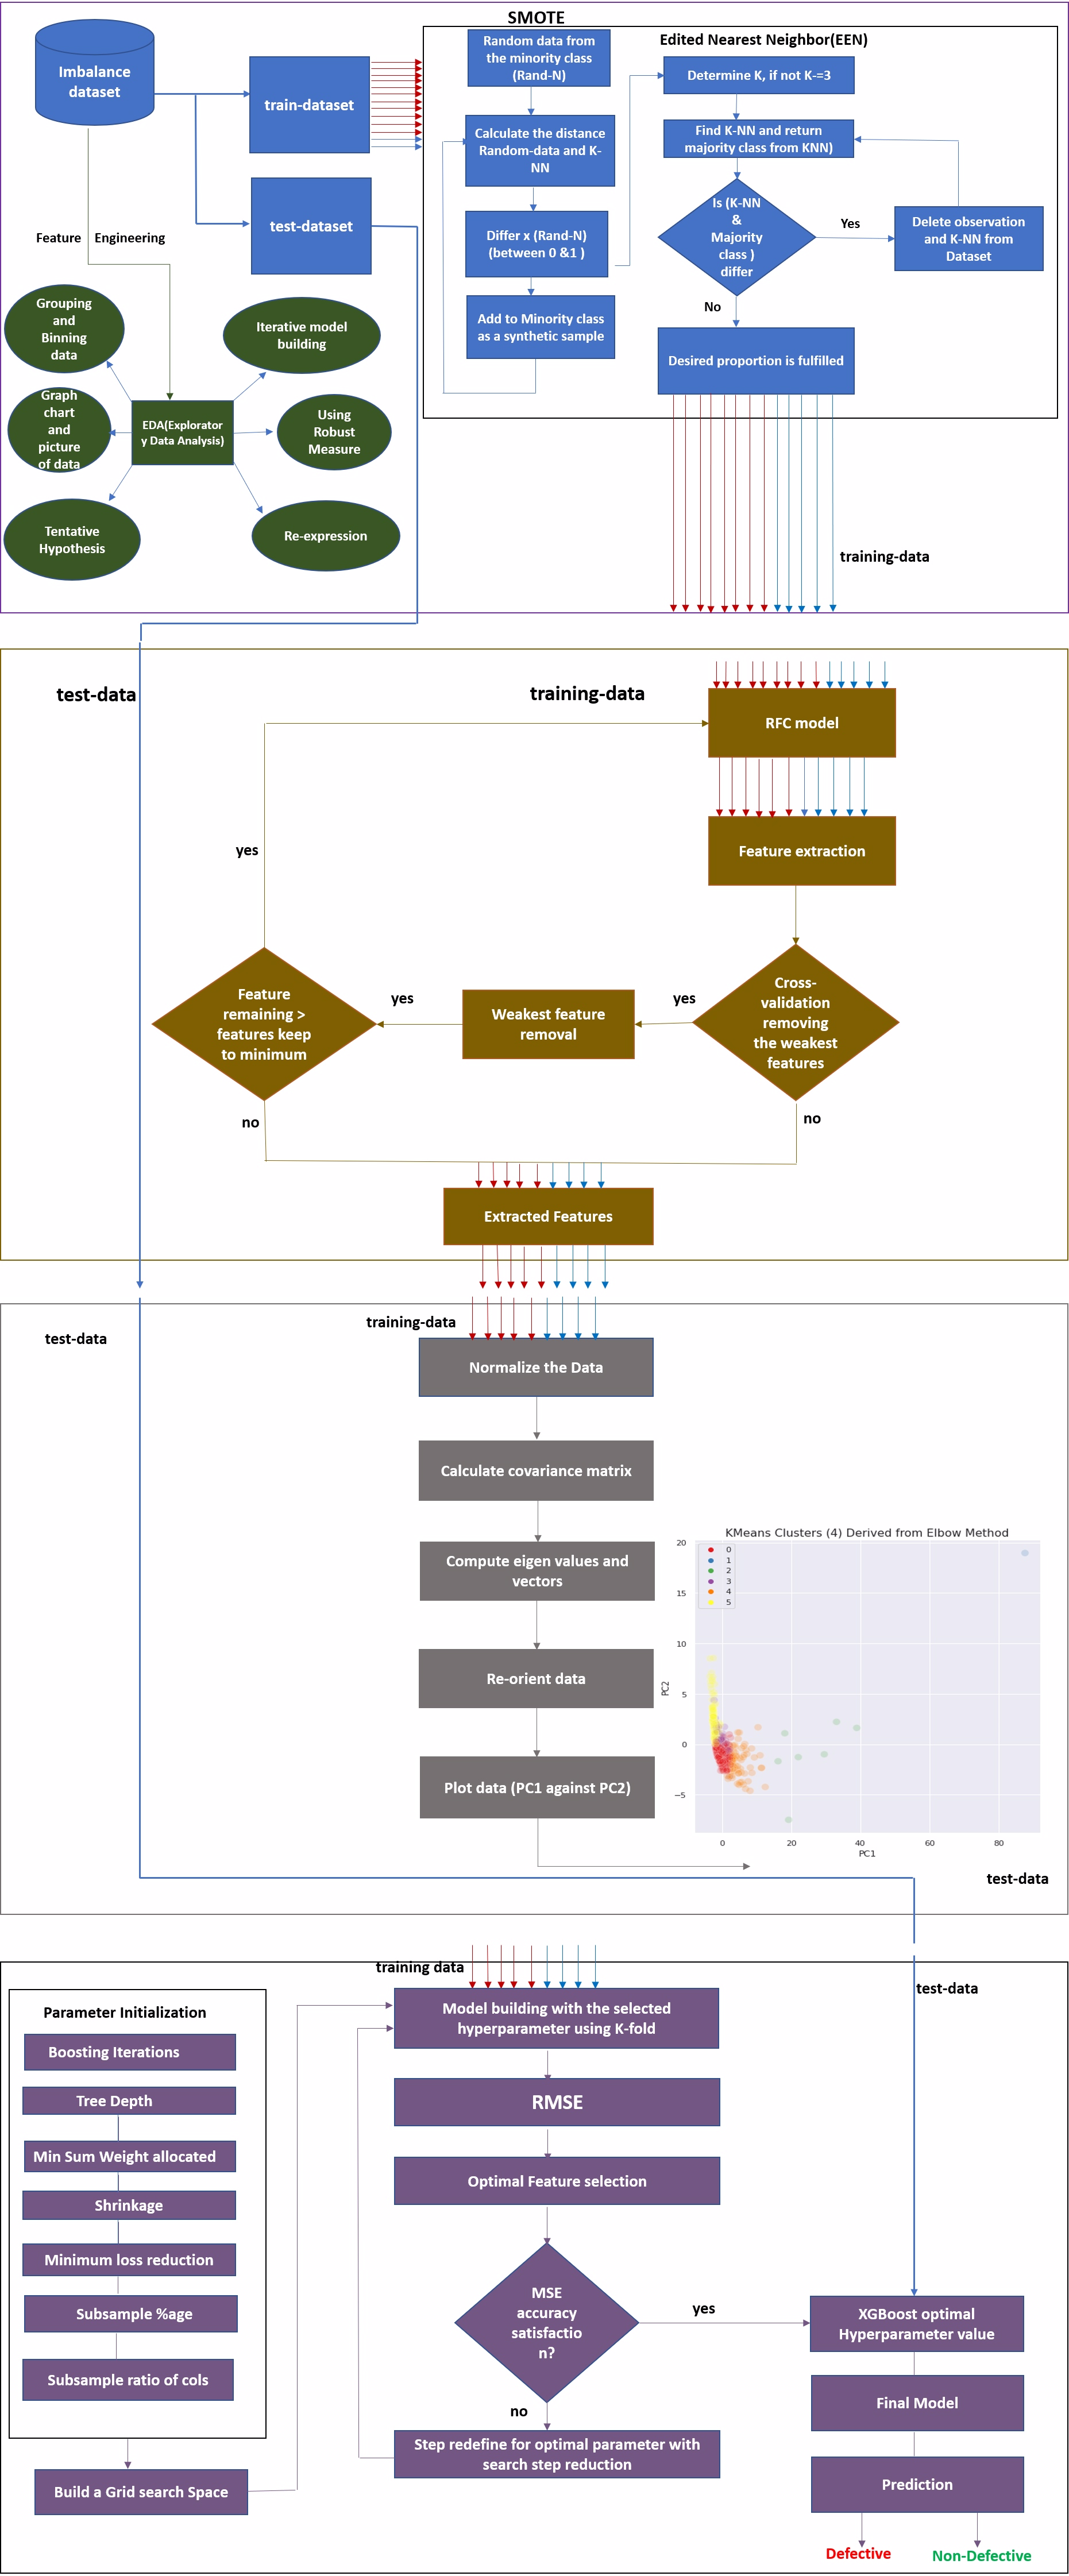 SMOTE
Imbalance
dataset
train-dataset
test-dataset
Feature
Engineering
Grouping
and
Binning
data
Iterative model
building
Graph
chart
and
picture
of data
EDA(Explorator
y Data Analysis)
Using
Robust
Measure
Tentative
Hypothesis
Re-expression
Random data from
the minority class
(Rand-N)
Calculate the distance
Random-data and K-
NN
Differ x (Rand-N)
(between 0 &1 )
Add to Minority class
as a synthetic sample
Edited Nearest Neighbor(EEN)
Determine K, if not K-=3
Find K-NN and return
majority class from KNN)
Is (K-NN
&
Majority
class )
differ
Yes
Delete observation
and K-NN from
Dataset
No
Desired proportion is fulfilled
training-data
test-data
training-data
RFC model
Feature extraction
yes
Cross-
validation
removing
the weakest
features
yes
Weakest feature
removal
yes
Feature
remaining >
features keep
to minimum
no
no
Extracted Features
test-data
training-data
Normalize the Data
Calculate covariance matrix
Compute eigen values and
vectors
Re-orient data
Plot data (PC1 against PC2)
KMeans Clusters (4) Derived from Elbow Method
0
1
2
3
4
5
20
15
10
5
0
−5
PC2
0
20
40
60
80
PC1
test-data
training data
test-data
Parameter Initialization
Boosting Iterations
Tree Depth
Min Sum Weight allocated
Shrinkage
Minimum loss reduction
Subsample %age
Subsample ratio of cols
Build a Grid search Space
Model building with the selected
hyperparameter using K-fold
RMSE
Optimal Feature selection
MSE
accuracy
satisfactio
n?
yes
no
Step redefine for optimal parameter with
search step reduction
XGBoost optimal
Hyperparameter value
Final Model
Prediction
Defective
Non-Defective